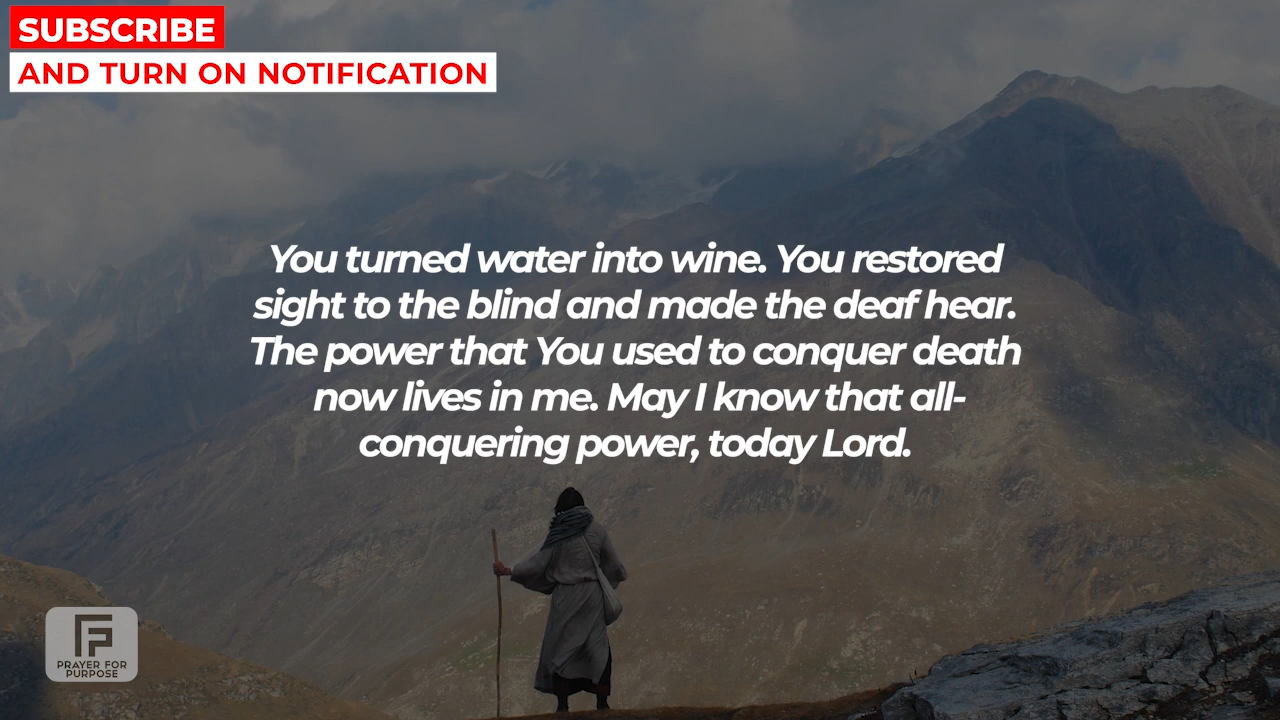 SUBSCRIBE
AND TURN ON NOTIFICATION
You turned water into wine. You restored
sight to the blind and made the deaf hear.
The power that You used to conquer death
now lives in me. May I know that all-
conquering power, today Lord.
PRAYER FOR
PURPOSE